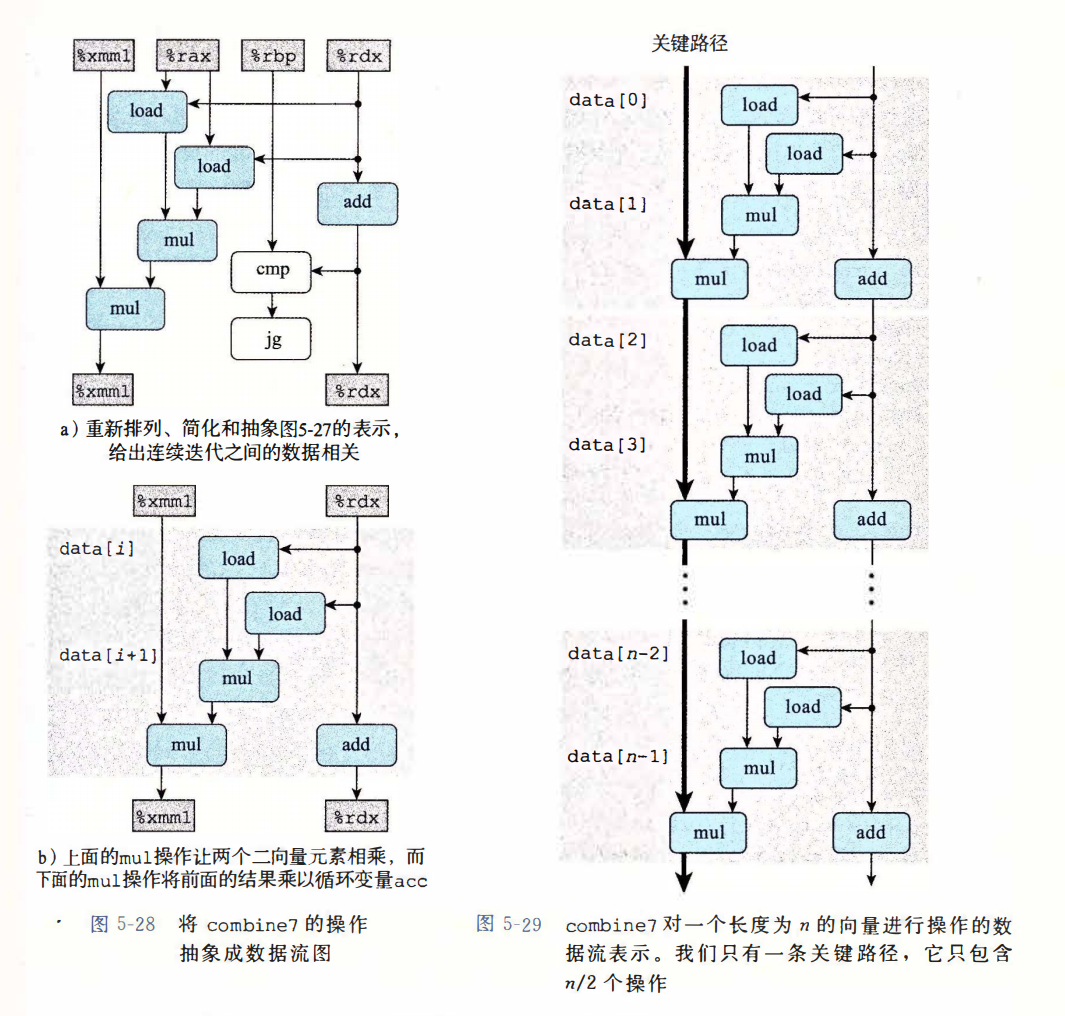 %xmm1 %rax %rbp %rdx
load
load
add
mul
cmp
mul
jg
%xmm1 %rdx
a）重新排列、简化和抽象图5-27的表示，
给出连续迭代之间的数据相关
%xmm1 %rdx
data[i]
load
load
data[i+1]
mul
mul add
%xmm1 %rdx
b）上面的mul操作让两个二向量元素相乘，而
下面的mul操作将前面的结果乘以循环变量acc
图 5-28 将 combine7 的操作
抽象成数据流图
关键路径
data[0]
load
load
data[1]
mul
mul add
data[2]
load
load
data[3]
mul
mul add
data[n-2]
load
load
data[n-1]
mul
mul add
图 5-29 combine7 对一个长度为 n 的向量进行操作的数
据流表示。我们只有一条关键路径，它只包含
n/2 个操作